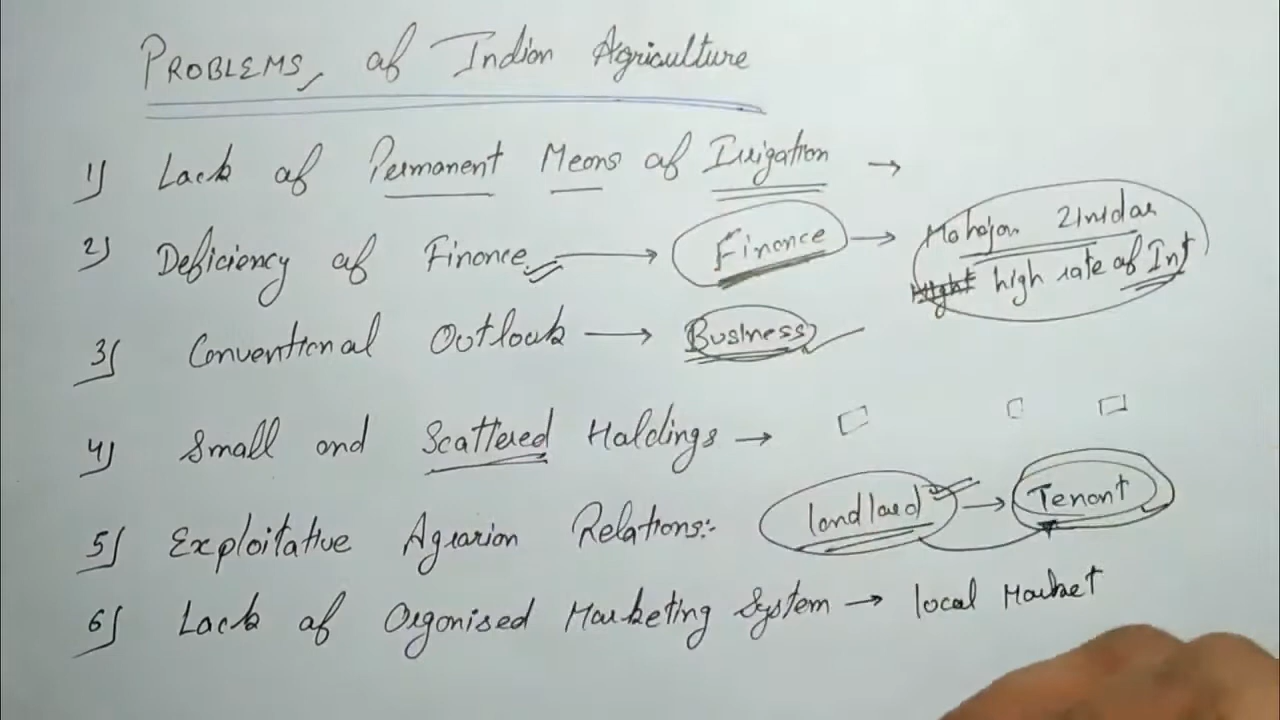 PROBLEMS, of Indian Agriculture
1) Lack of Permanent Means of Irrigation →
2) Deficiency of Finance → Finance → Mahajan Zimidar
high rate of Int
3) Conventional Outlook → Business
4) Small and Scattered Holdings →
5) Exploitative Agrarian Relations:- landlard → Tenant
6) Lack of Organised Marketing System → local Market